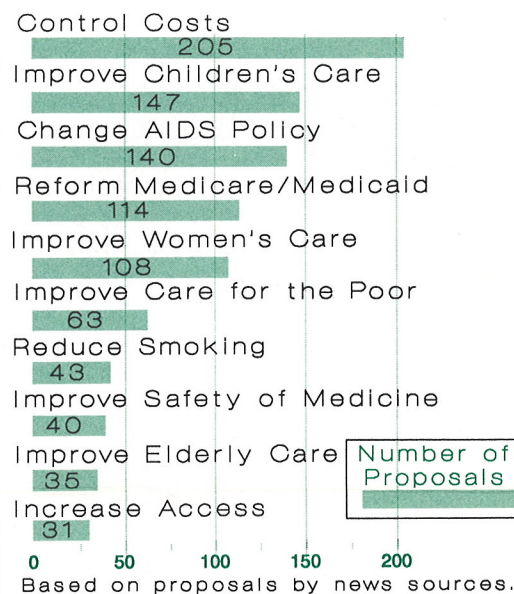 Control Costs
205
Improve Children's Care
147
Change AIDS Policy
140
Reform Medicare/Medicaid
114
Improve Women's Care
108
Improve Care for the Poor
63
Reduce Smoking
43
Improve Safety of Medicine
40
Improve Elderly Care
35
Number of
Proposals
Increase Access
31
0 50 100 150 200
Based on proposals by news sources.